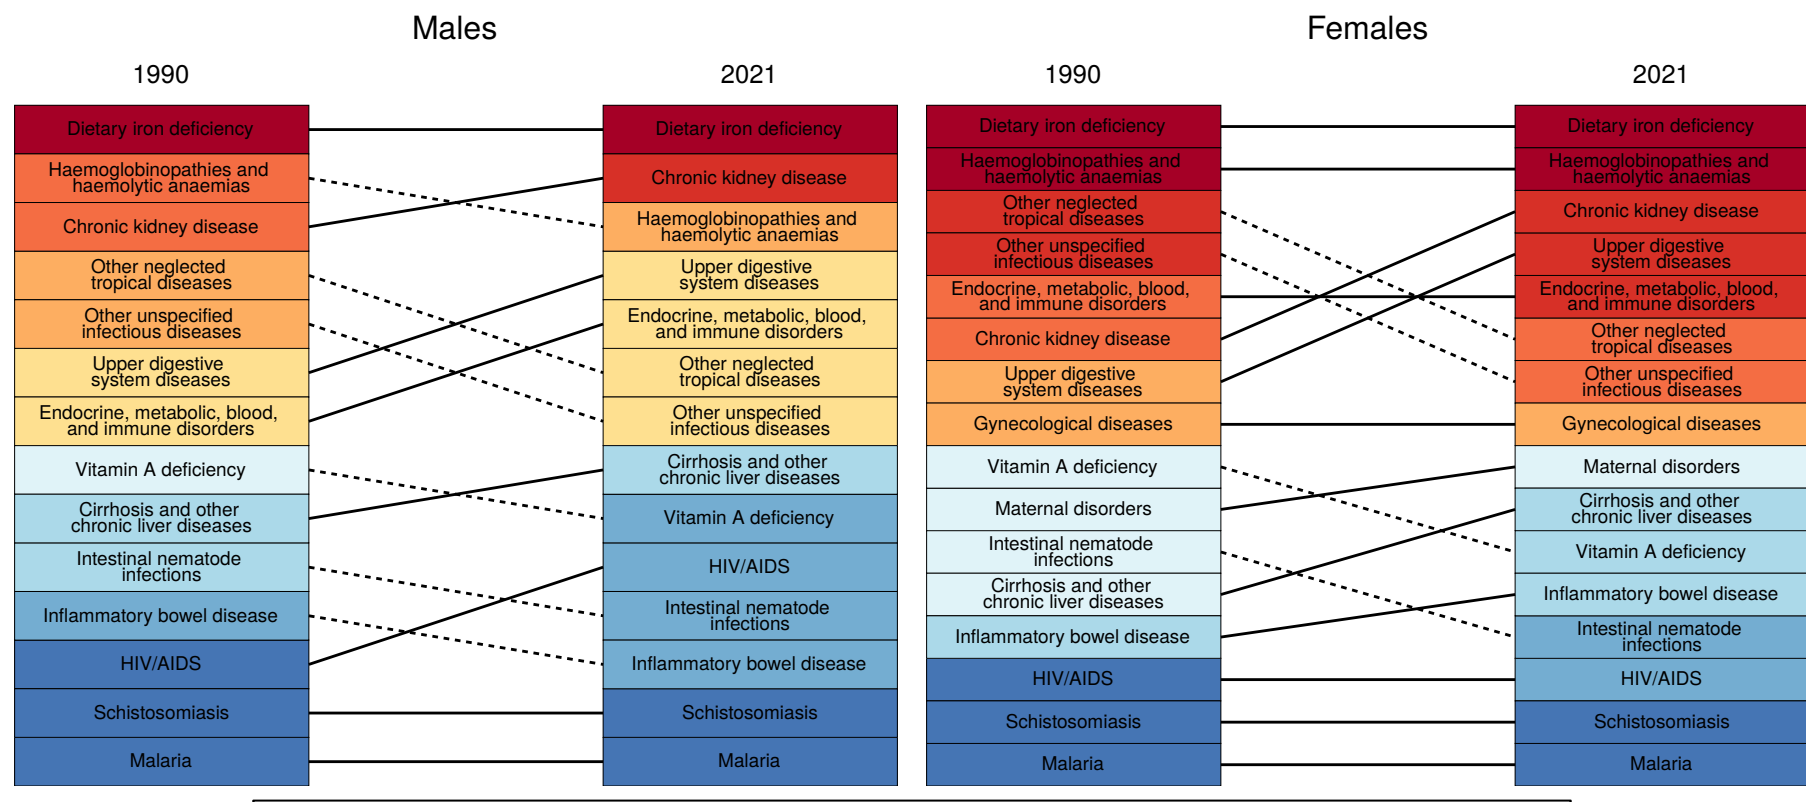 Males
Females
1990
2021
1990
2021
Dietary iron deficiency
Haemoglobinopathies and
haemolytic anaemias
Chronic kidney disease
Other neglected
tropical diseases
Other unspecified
infectious diseases
Upper digestive
system diseases
Endocrine, metabolic, blood,
and immune disorders
Vitamin A deficiency
Cirrhosis and other
chronic liver diseases
Intestinal nematode
infections
Inflammatory bowel disease
HIV/AIDS
Schistosomiasis
Malaria
Dietary iron deficiency
Chronic kidney disease
Haemoglobinopathies and
haemolytic anaemias
Upper digestive
system diseases
Endocrine, metabolic, blood,
and immune disorders
Other neglected
tropical diseases
Other unspecified
infectious diseases
Cirrhosis and other
chronic liver diseases
Vitamin A deficiency
HIV/AIDS
Intestinal nematode
infections
Inflammatory bowel disease
Schistosomiasis
Malaria
Dietary iron deficiency
Haemoglobinopathies and
haemolytic anaemias
Other neglected
tropical diseases
Other unspecified
infectious diseases
Endocrine, metabolic, blood,
and immune disorders
Chronic kidney disease
Upper digestive
system diseases
Gynecological diseases
Vitamin A deficiency
Maternal disorders
Intestinal nematode
infections
Cirrhosis and other
chronic liver diseases
Inflammatory bowel disease
HIV/AIDS
Schistosomiasis
Malaria
Dietary iron deficiency
Haemoglobinopathies and
haemolytic anaemias
Chronic kidney disease
Upper digestive
system diseases
Endocrine, metabolic, blood,
and immune disorders
Other neglected
tropical diseases
Other unspecified
infectious diseases
Gynecological diseases
Maternal disorders
Cirrhosis and other
chronic liver diseases
Vitamin A deficiency
Inflammatory bowel disease
Intestinal nematode
infections
HIV/AIDS
Schistosomiasis
Malaria